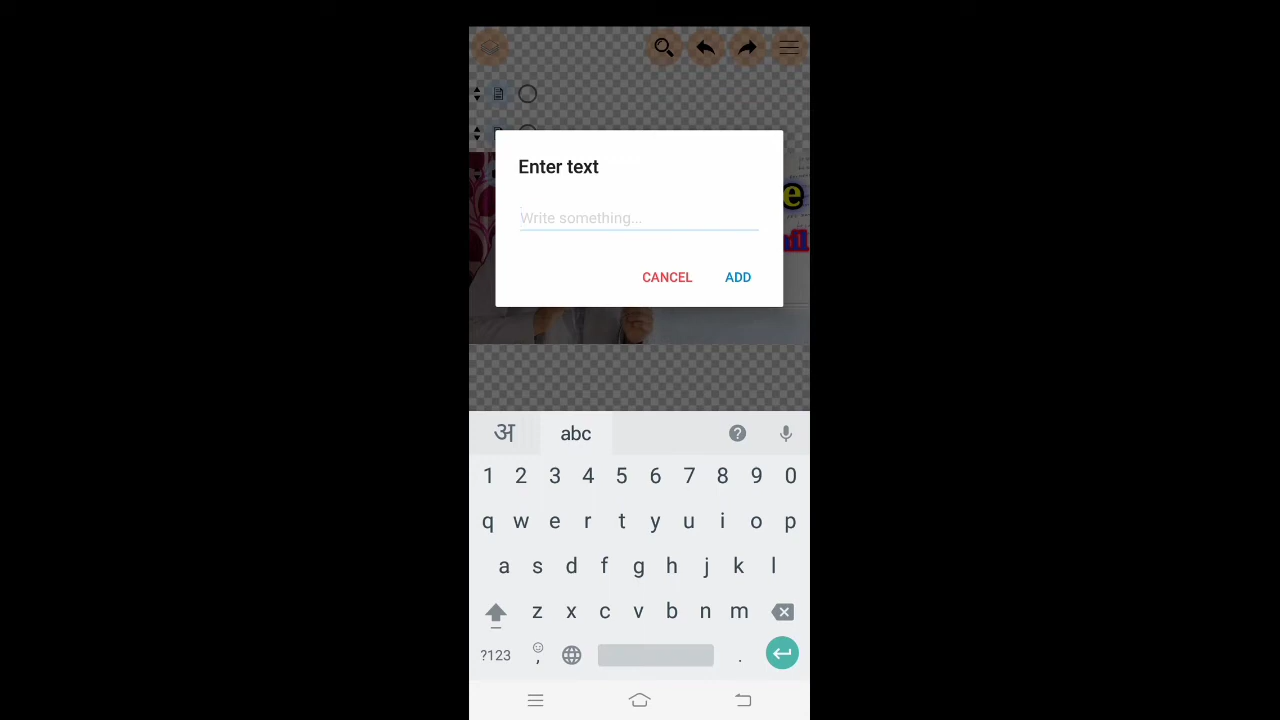 e
Enter text
Write something...
CANCEL ADD
अ abc
1 2 3 4 5 6 7 8 9 0
q w e r t y u i o p
a s d f g h j k l
z x c v b n m
?123 , .